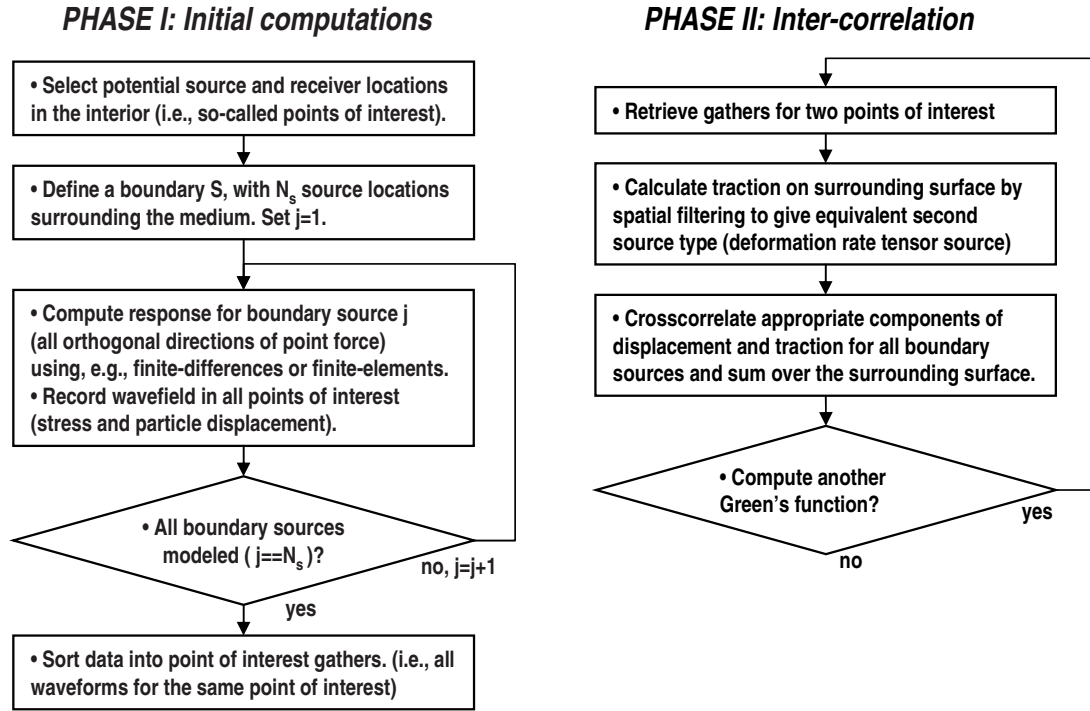 PHASE I: Initial computations
• Select potential source and receiver locations
in the interior (i.e., so-called points of interest).
• Define a boundary S, with Ns source locations
surrounding the medium. Set j=1.
• Compute response for boundary source j
(all orthogonal directions of point force)
using, e.g., finite-differences or finite-elements.
• Record wavefield in all points of interest
(stress and particle displacement).
• All boundary sources
modeled ( j==Ns )?
no, j=j+1
yes
• Sort data into point of interest gathers. (i.e., all
waveforms for the same point of interest)
PHASE II: Inter-correlation
• Retrieve gathers for two points of interest
• Calculate traction on surrounding surface by
spatial filtering to give equivalent second
source type (deformation rate tensor source)
• Crosscorrelate appropriate components of
displacement and traction for all boundary
sources and sum over the surrounding surface.
• Compute another
Green's function?
yes
no